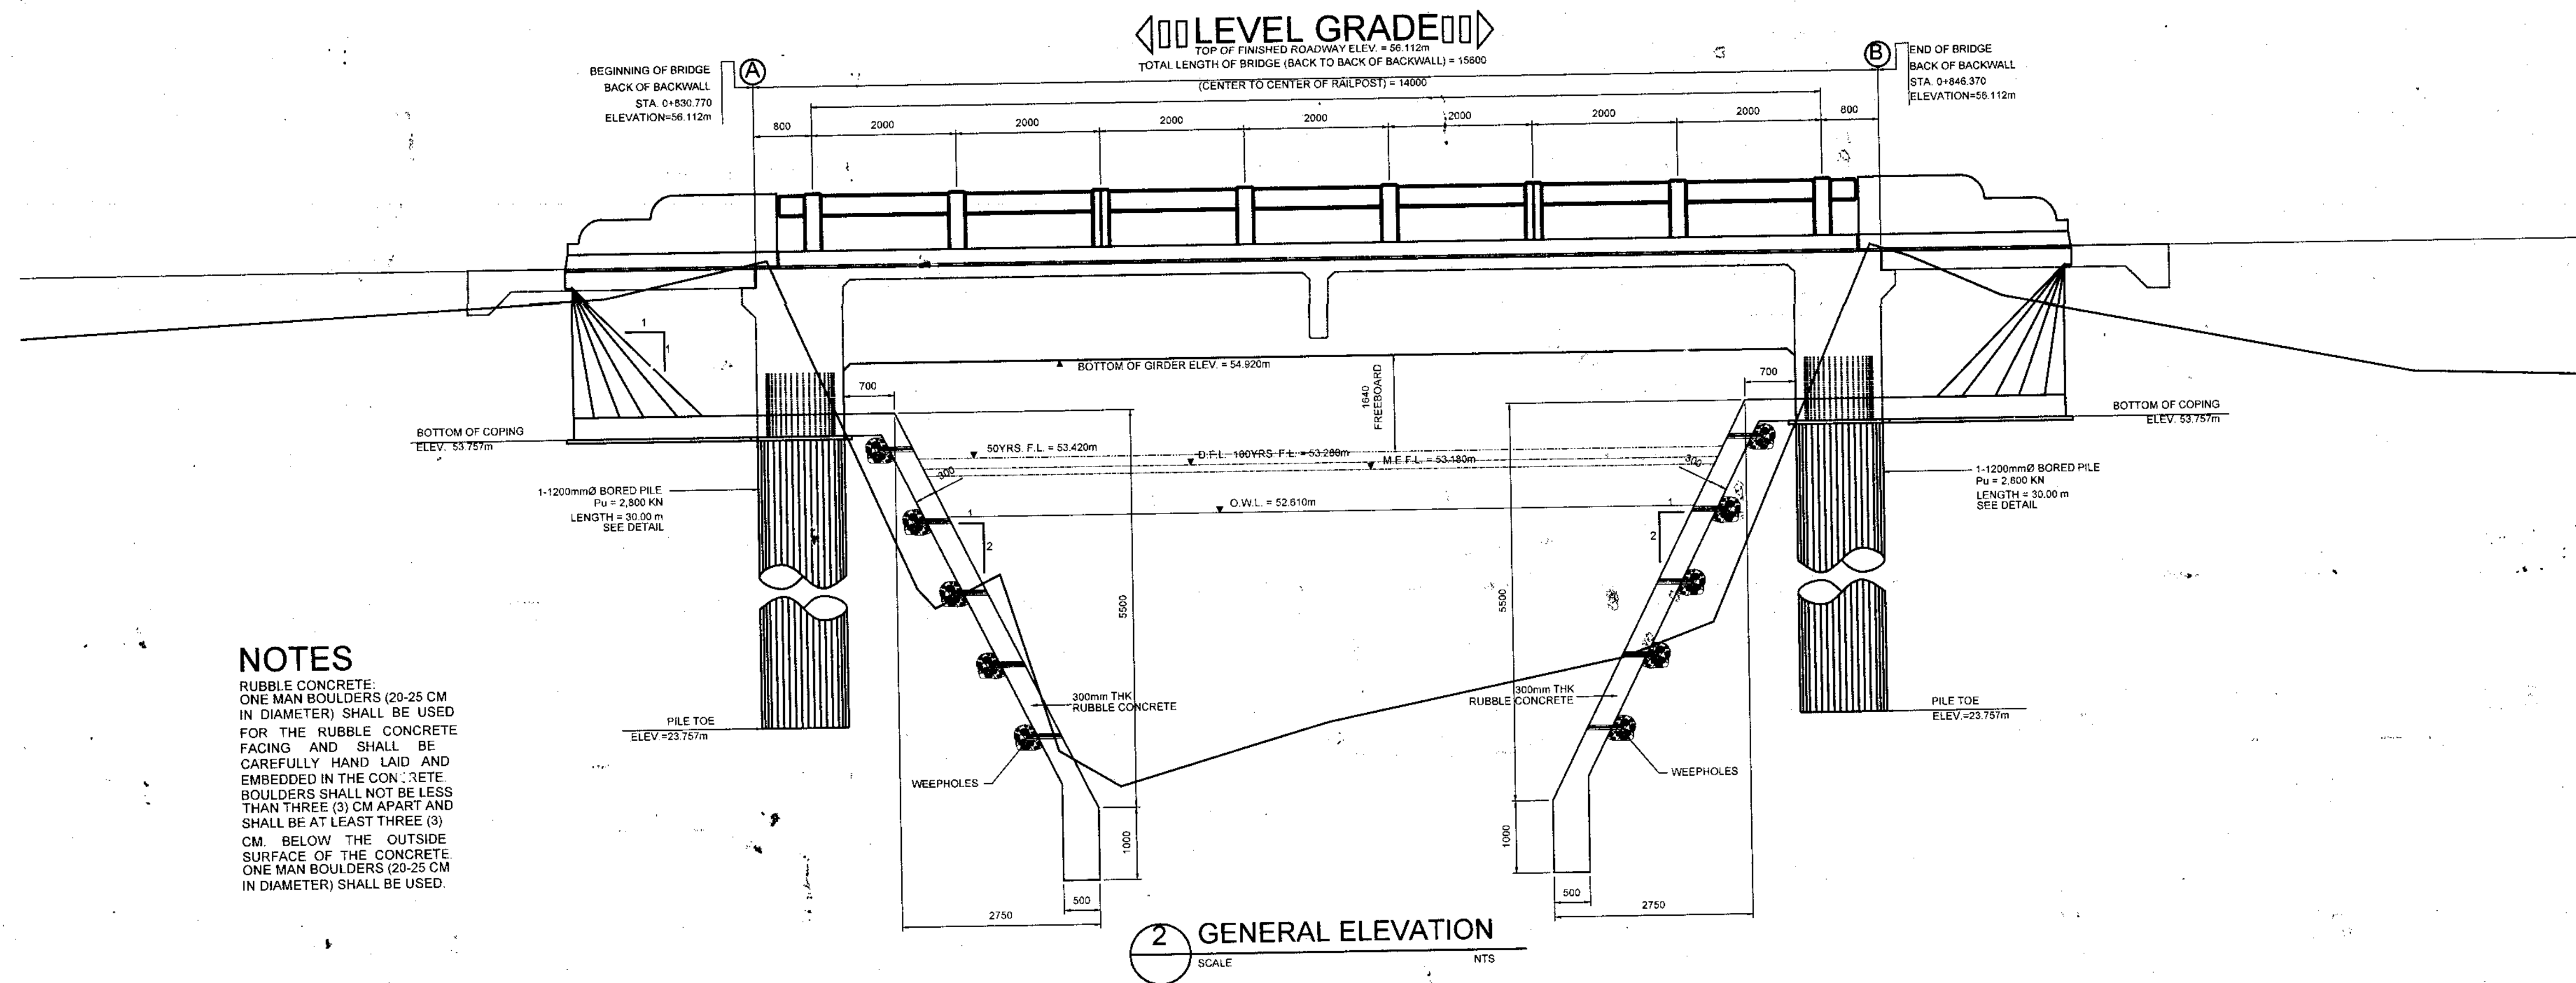 LEVEL GRADE
TOP OF FINISHED ROADWAY ELEV. = 56.112m
TOTAL LENGTH OF BRIDGE (BACK TO BACK OF BACKWALL) = 15600
(CENTER TO CENTER OF RAILPOST) = 14000
A
BEGINNING OF BRIDGE
BACK OF BACKWALL
STA. 0+830.770
ELEVATION=56.112m
B
END OF BRIDGE
BACK OF BACKWALL
STA. 0+846.370
ELEVATION=56.112m
800 2000 2000 2000 2000 2000 2000 2000 800
1
1
BOTTOM OF GIRDER ELEV. = 54.920m
1640
FREEBOARD
700
700
BOTTOM OF COPING
ELEV. 53.757m
BOTTOM OF COPING
ELEV. 53.757m
50YRS. F.L. = 53.420m
D.F.L. 100YRS. F.L. = 53.280m
M.E.F.L. = 53.180m
O.W.L. = 52.610m
300
300
1
2
1
2
1-1200mmØ BORED PILE
Pu = 2,800 KN
LENGTH = 30.00 m
SEE DETAIL
1-1200mmØ BORED PILE
Pu = 2,800 KN
LENGTH = 30.00 m
SEE DETAIL
5500
5500
300mm THK
RUBBLE CONCRETE
300mm THK
RUBBLE CONCRETE
PILE TOE
ELEV.=23.757m
PILE TOE
ELEV.=23.757m
WEEPHOLES
WEEPHOLES
1000
1000
500
500
2750
2750
NOTES
RUBBLE CONCRETE:
ONE MAN BOULDERS (20-25 CM
IN DIAMETER) SHALL BE USED
FOR THE RUBBLE CONCRETE
FACING AND SHALL BE
CAREFULLY HAND LAID AND
EMBEDDED IN THE CONCRETE.
BOULDERS SHALL NOT BE LESS
THAN THREE (3) CM APART AND
SHALL BE AT LEAST THREE (3)
CM. BELOW THE OUTSIDE
SURFACE OF THE CONCRETE.
ONE MAN BOULDERS (20-25 CM
IN DIAMETER) SHALL BE USED.
2
GENERAL ELEVATION
SCALE NTS